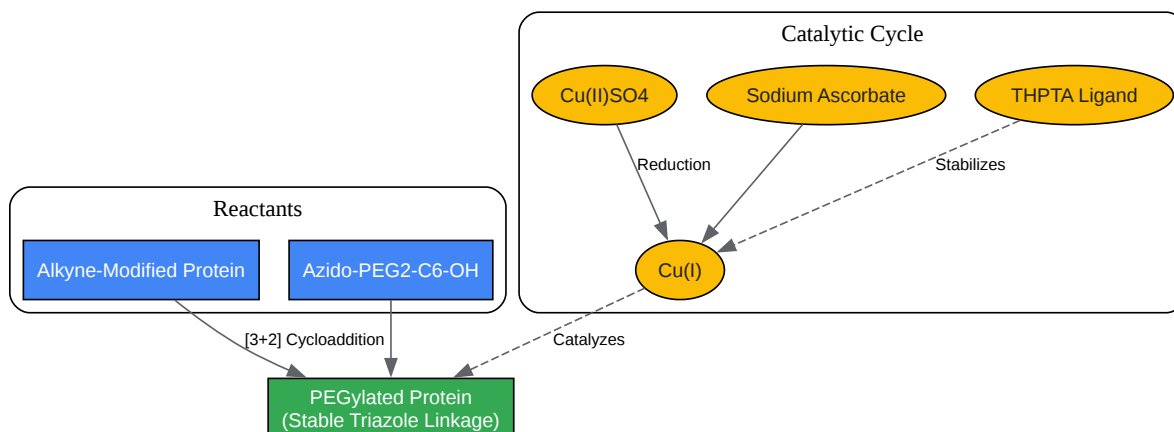 Catalytic Cycle
Cu(II)SO4
Sodium Ascorbate
THPTA Ligand
Reduction
Stabilizes
Reactants
Alkyne-Modified Protein
Azido-PEG2-C6-OH
Cu(I)
[3+2] Cycloaddition
Catalyzes
PEGylated Protein
(Stable Triazole Linkage)